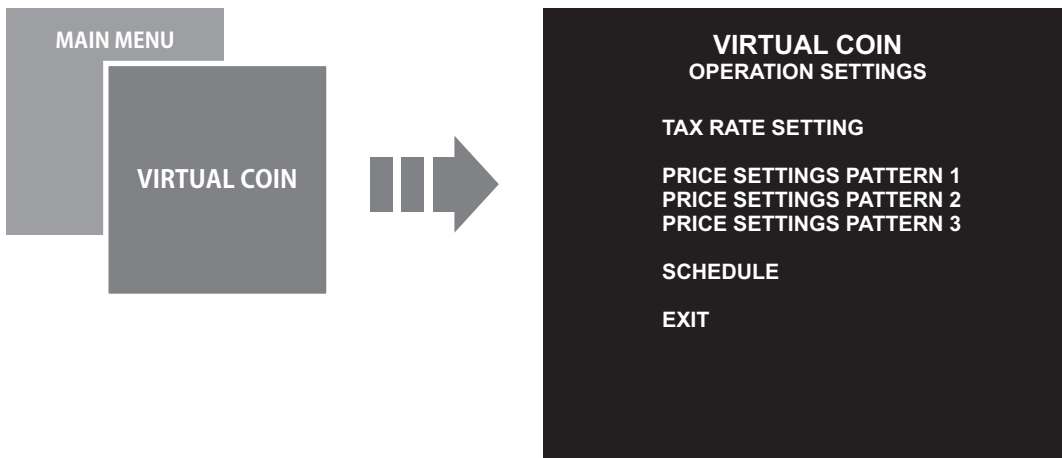 MAIN MENU
VIRTUAL COIN
VIRTUAL COIN
OPERATION SETTINGS
TAX RATE SETTING
PRICE SETTINGS PATTERN 1
PRICE SETTINGS PATTERN 2
PRICE SETTINGS PATTERN 3
SCHEDULE
EXIT